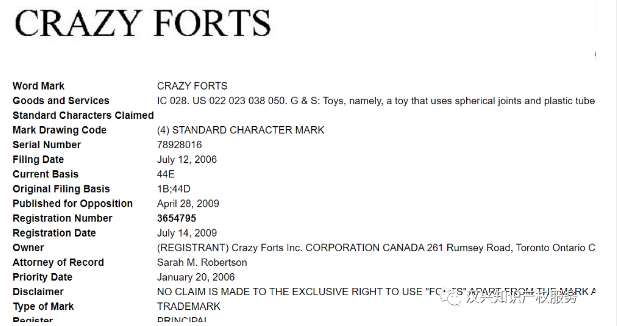 CRAZY FORTS
Word Mark CRAZY FORTS
Goods and Services IC 028. US 022 023 038 050. G & S: Toys, namely, a toy that uses spherical joints and plastic tube
Standard Characters Claimed
Mark Drawing Code (4) STANDARD CHARACTER MARK
Serial Number 78928016
Filing Date July 12, 2006
Current Basis 44E
Original Filing Basis 1B;44D
Published for Opposition April 28, 2009
Registration Number 3654795
Registration Date July 14, 2009
Owner (REGISTRANT) Crazy Forts Inc. CORPORATION CANADA 261 Rumsey Road, Toronto Ontario C
Attorney of Record Sarah M. Robertson
Priority Date January 20, 2006
Disclaimer NO CLAIM IS MADE TO THE EXCLUSIVE RIGHT TO USE "FORTS" APART FROM THE MARK A
汉兴知识产权服务
Type of Mark TRADEMARK
Register PRINCIPAL